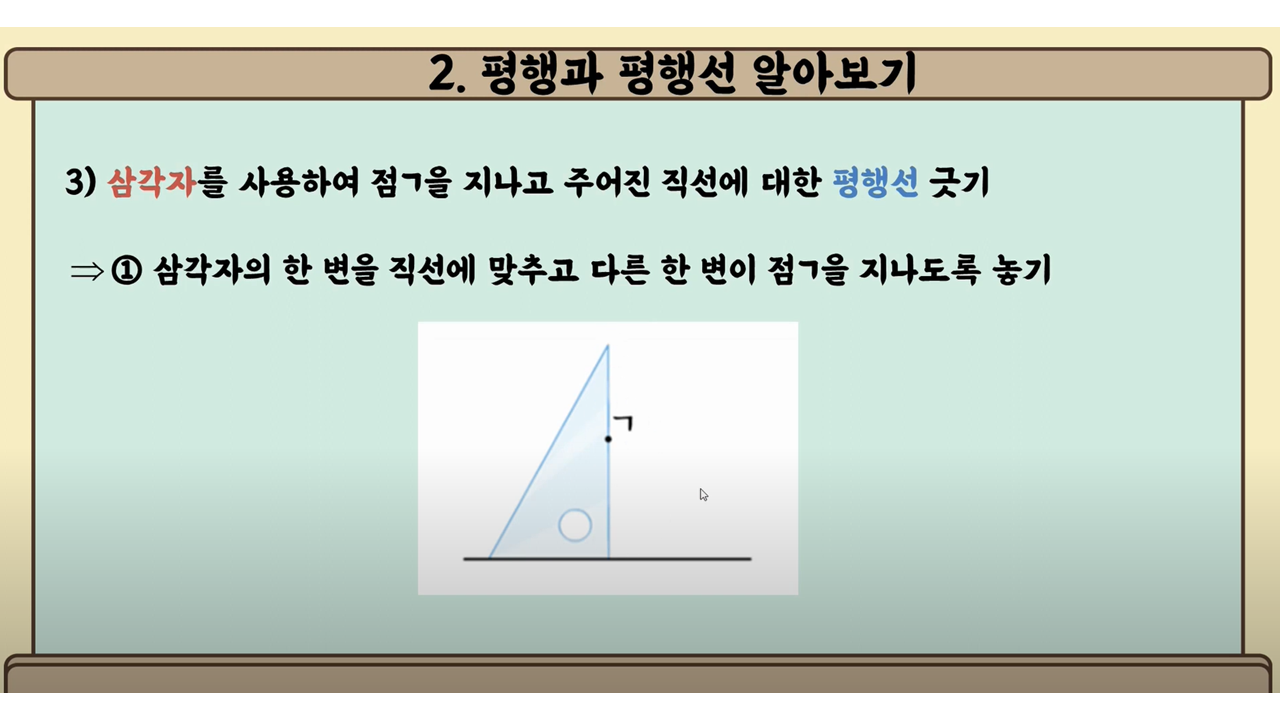 2. 평행과 평행선 알아보기
3) 삼각자를 사용하여 점ㄱ을 지나고 주어진 직선에 대한 평행선 긋기
⇒ ① 삼각자의 한 변을 직선에 맞추고 다른 한 변이 점ㄱ을 지나도록 놓기
ㄱ